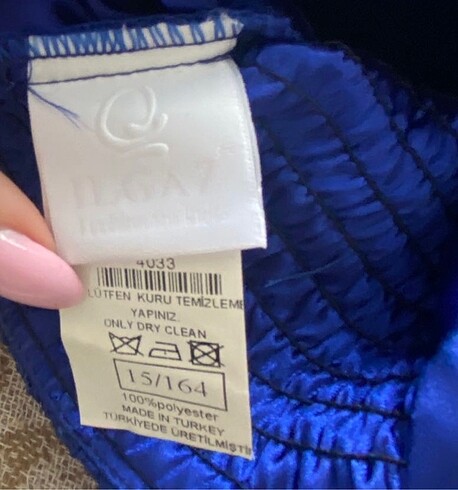 ILGAZ
4033
LÜTFEN KURU TEMİZLEME
YAPINIZ.
ONLY DRY CLEAN
15/164
100%polyester
MADE IN TURKEY
TÜRKİYEDE ÜRETİLMİŞTİR